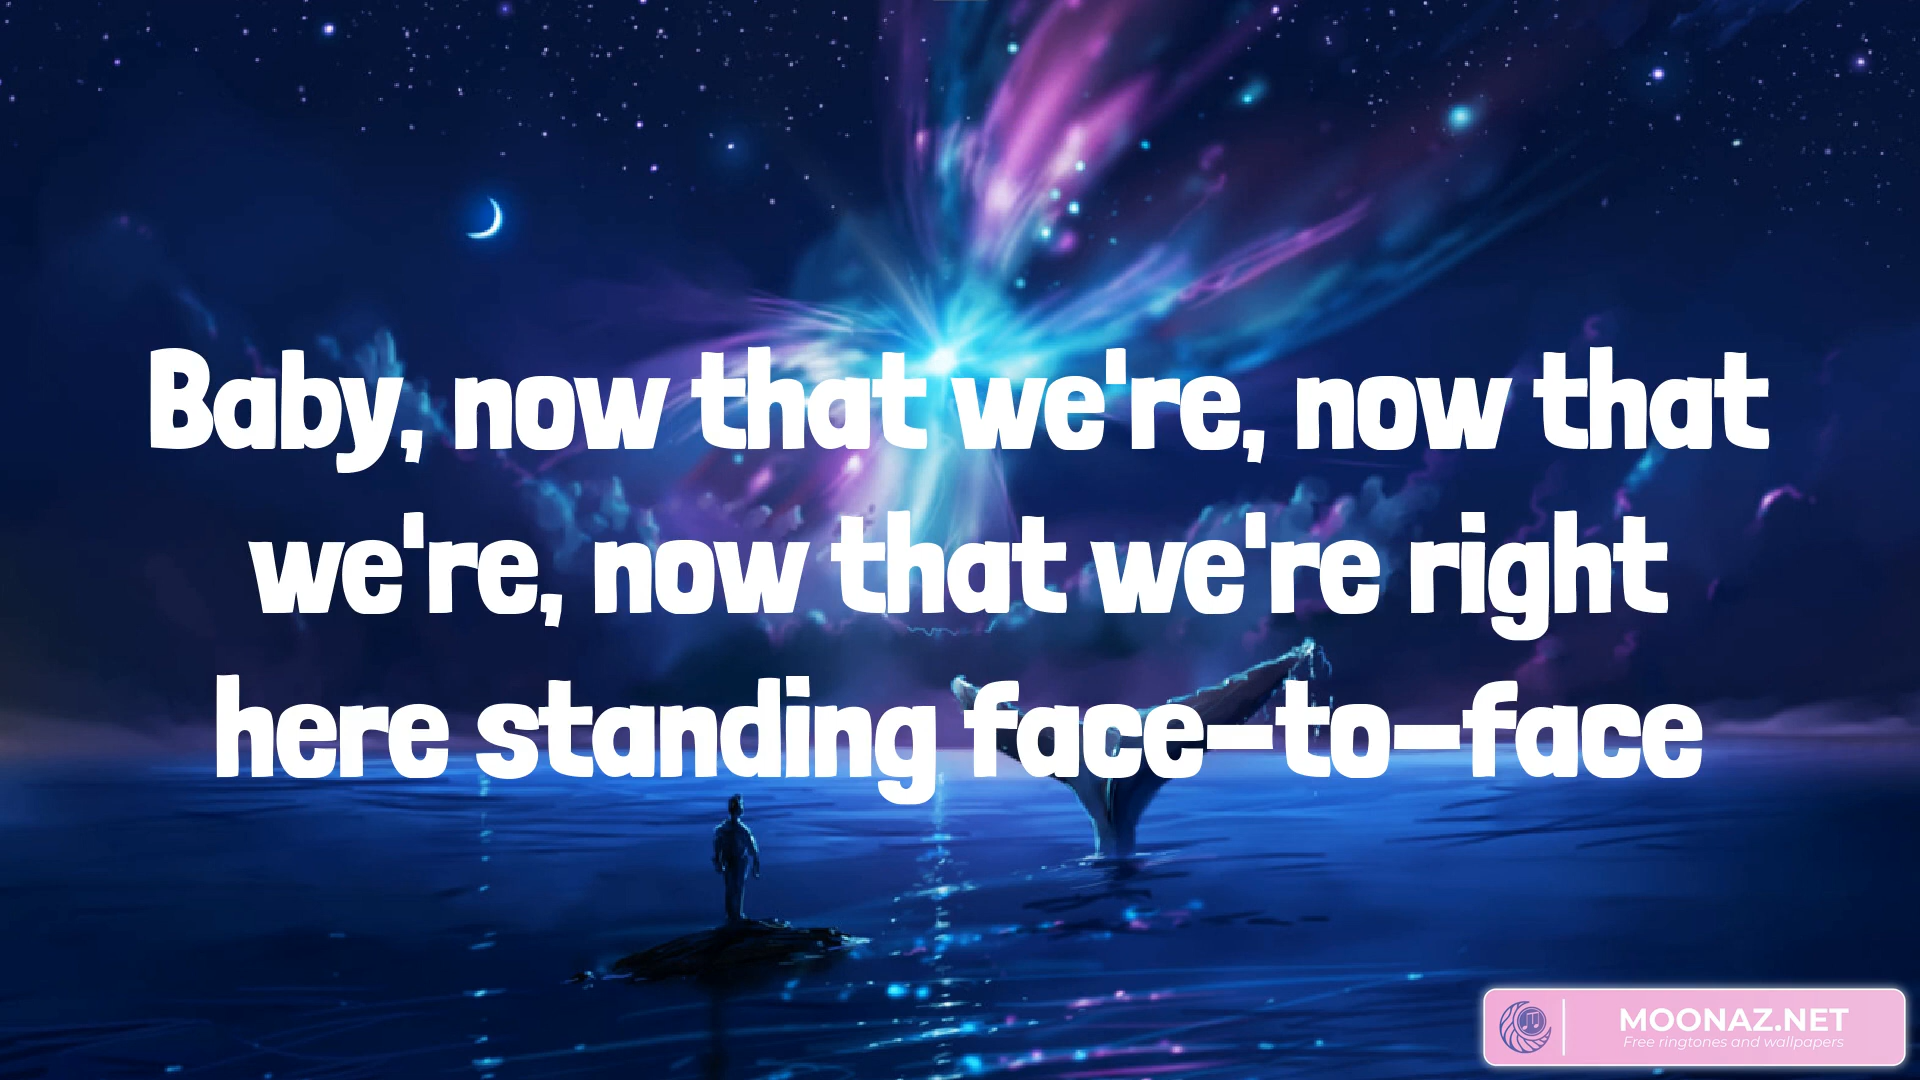 Baby, now that we're, now that
we're, now that we're right
here standing face-to-face
MOONAZ.NET
Free ringtones and wallpapers